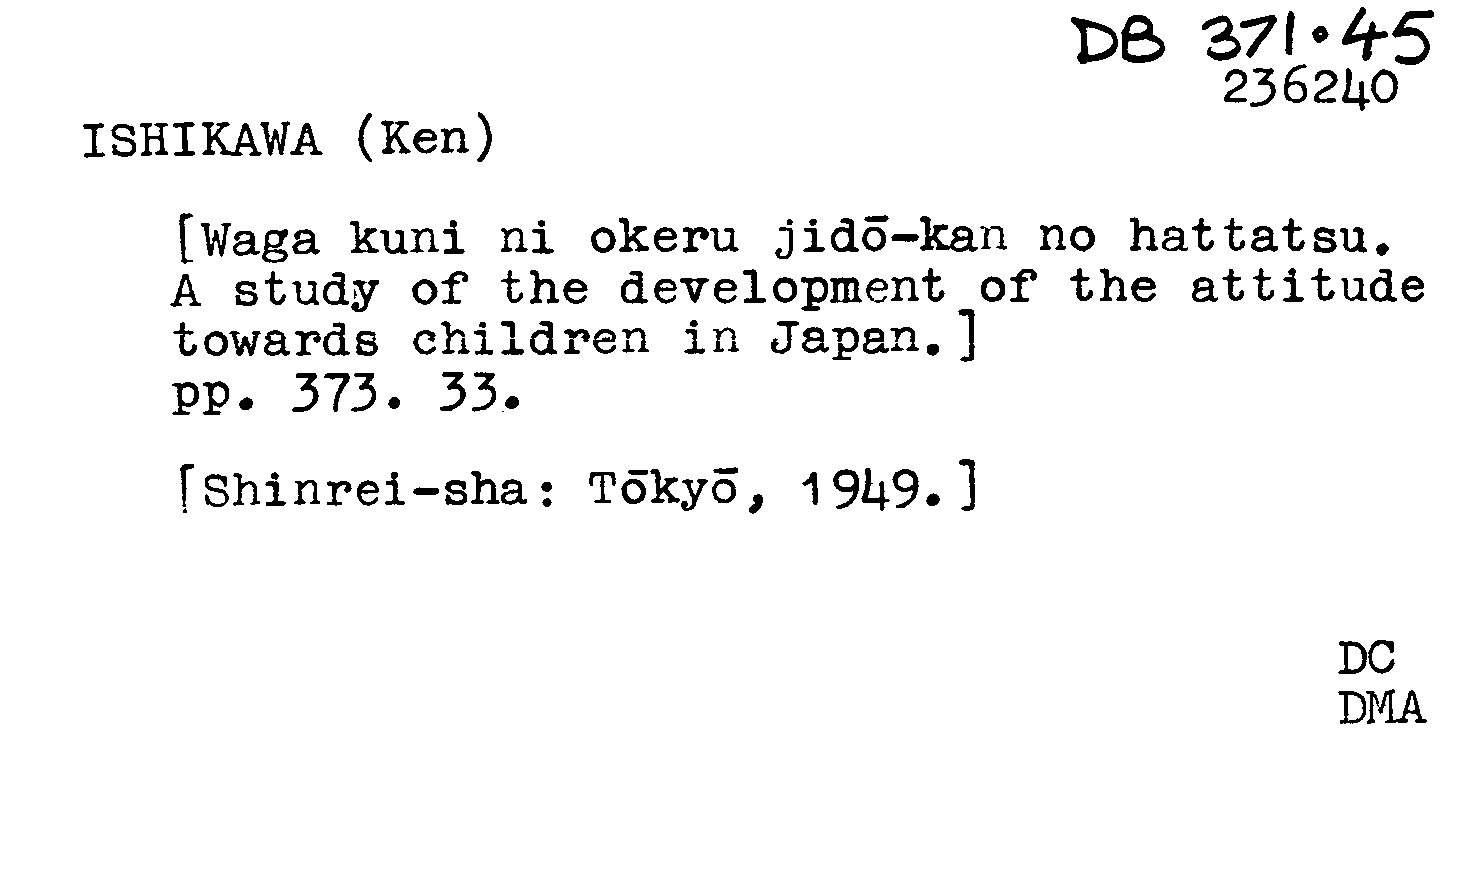 DB 371·45
236240
ISHIKAWA (Ken)
[Waga kuni ni okeru jidō-kan no hattatsu.
A study of the development of the attitude
towards children in Japan.]
pp. 373. 33.
[Shinrei-sha: Tōkyō, 1949.]
DC
DMA